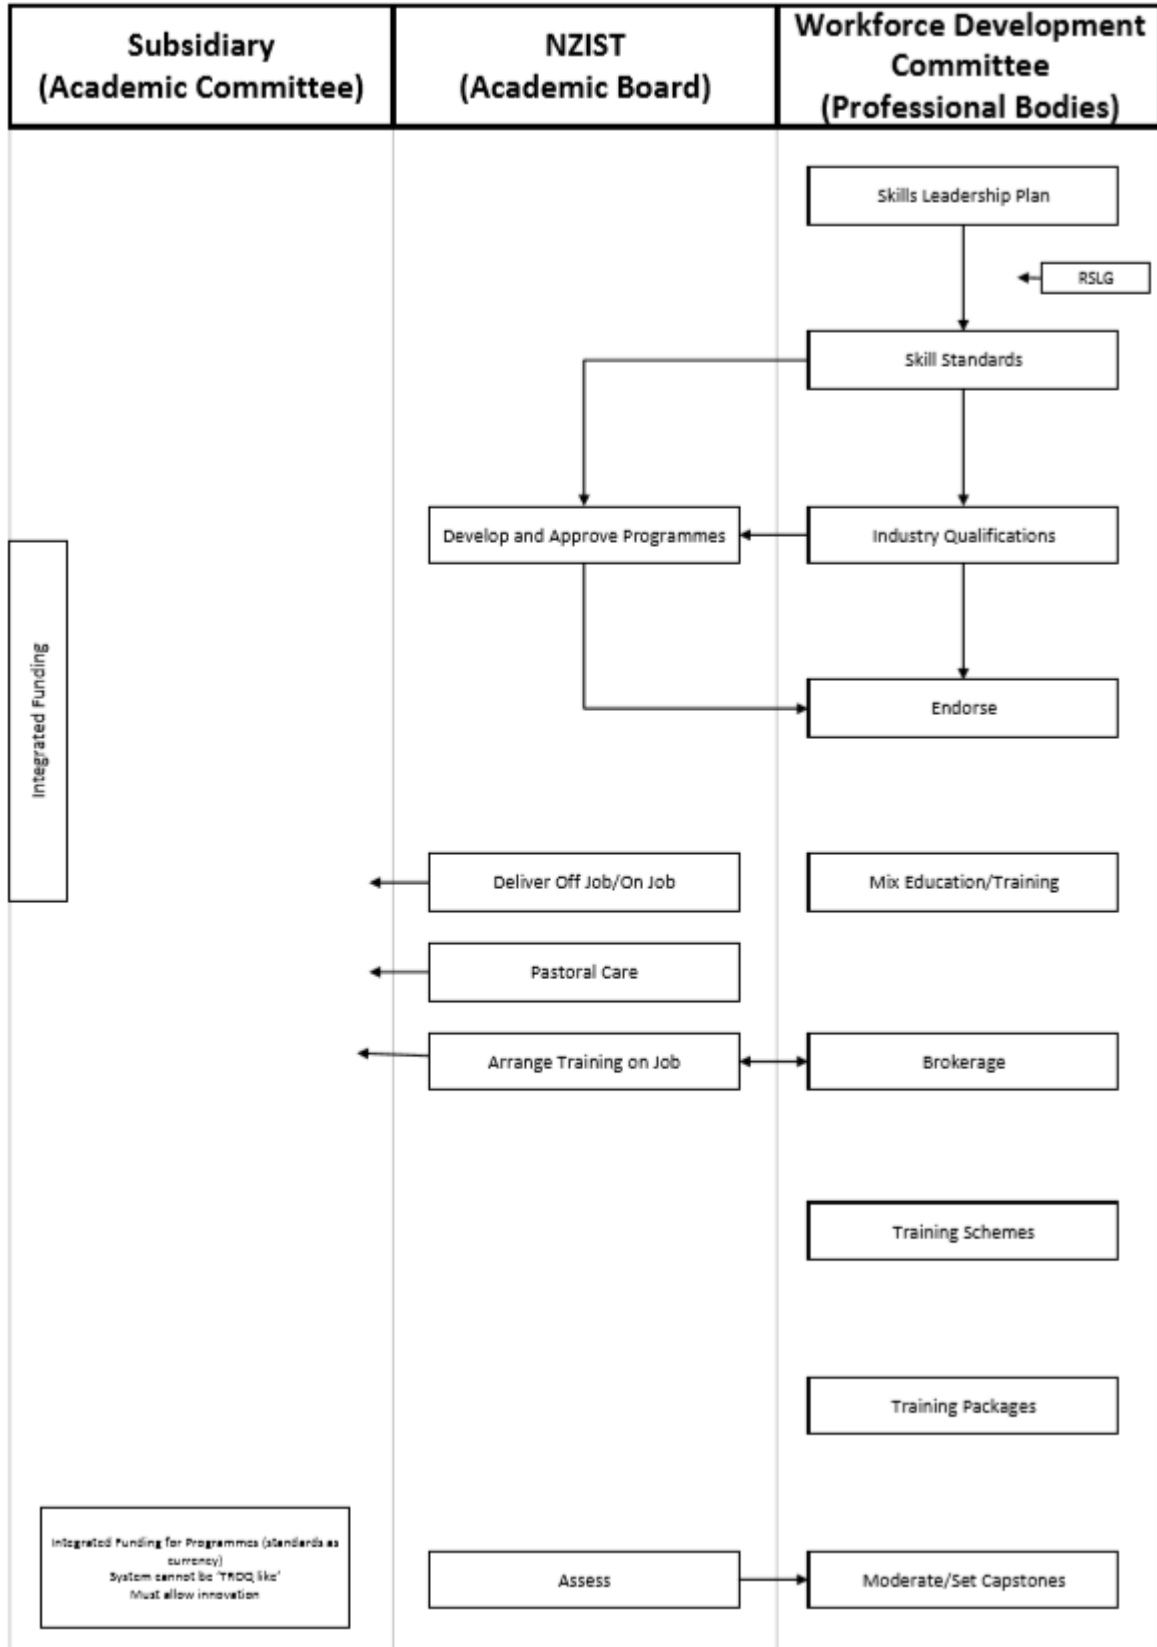 Subsidiary
(Academic Committee)
NZIST
(Academic Board)
Workforce Development
Committee
(Professional Bodies)
Skills Leadership Plan
RSLG
Skill Standards
Develop and Approve Programmes
Industry Qualifications
Integrated Funding
Endorse
Deliver Off Job/On Job
Mix Education/Training
Pastoral Care
Arrange Training on Job
Brokerage
Training Schemes
Training Packages
Integrated Funding for Programmes (standards as
currency)
System cannot be 'TROQ like'
Must allow innovation
Assess
Moderate/Set Capstones